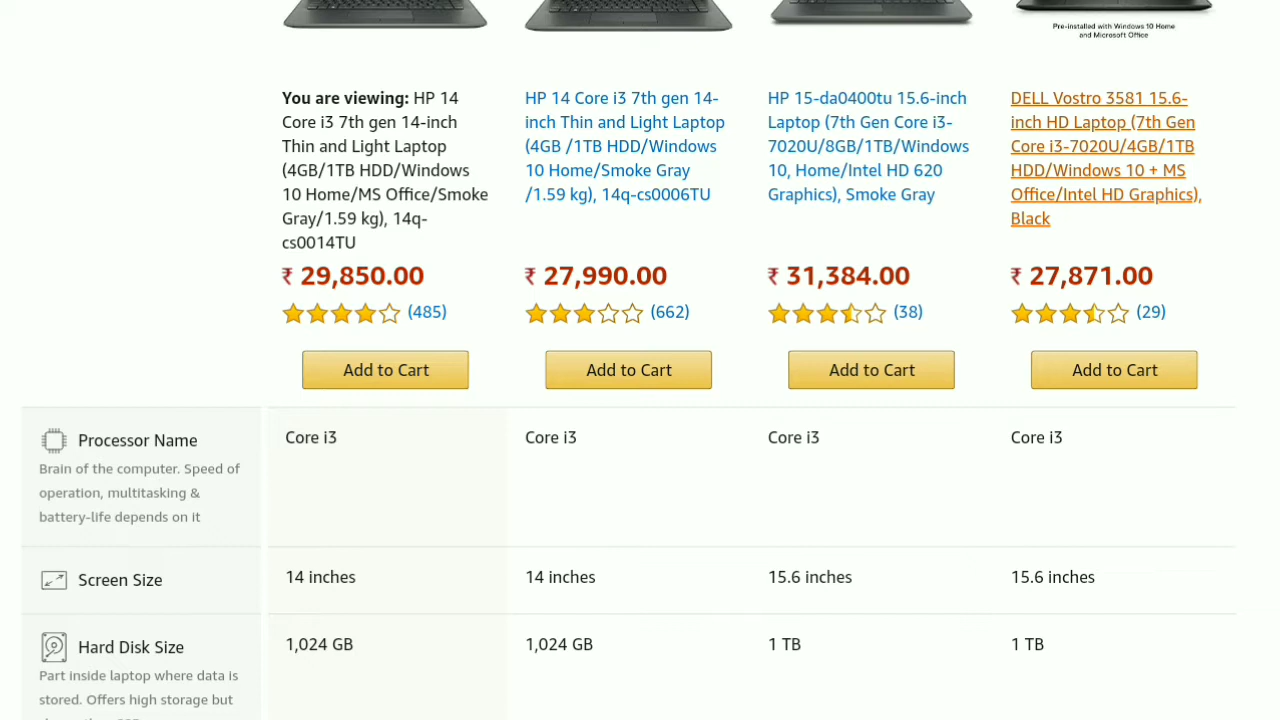 Pre-installed with Windows 10 Home
and Microsoft Office
You are viewing: HP 14
Core i3 7th gen 14-inch
Thin and Light Laptop
(4GB/1TB HDD/Windows
10 Home/MS Office/Smoke
Gray/1.59 kg), 14q-
cs0014TU
₹ 29,850.00
(485)
Add to Cart
HP 14 Core i3 7th gen 14-
inch Thin and Light Laptop
(4GB /1TB HDD/Windows
10 Home/Smoke Gray
/1.59 kg), 14q-cs0006TU
₹ 27,990.00
(662)
Add to Cart
HP 15-da0400tu 15.6-inch
Laptop (7th Gen Core i3-
7020U/8GB/1TB/Windows
10, Home/Intel HD 620
Graphics), Smoke Gray
₹ 31,384.00
(38)
Add to Cart
DELL Vostro 3581 15.6-
inch HD Laptop (7th Gen
Core i3-7020U/4GB/1TB
HDD/Windows 10 + MS
Office/Intel HD Graphics),
Black
₹ 27,871.00
(29)
Add to Cart
Processor Name
Brain of the computer. Speed of
operation, multitasking &
battery-life depends on it
Core i3
Core i3
Core i3
Core i3
Screen Size
14 inches
14 inches
15.6 inches
15.6 inches
Hard Disk Size
Part inside laptop where data is
stored. Offers high storage but
1,024 GB
1,024 GB
1 TB
1 TB